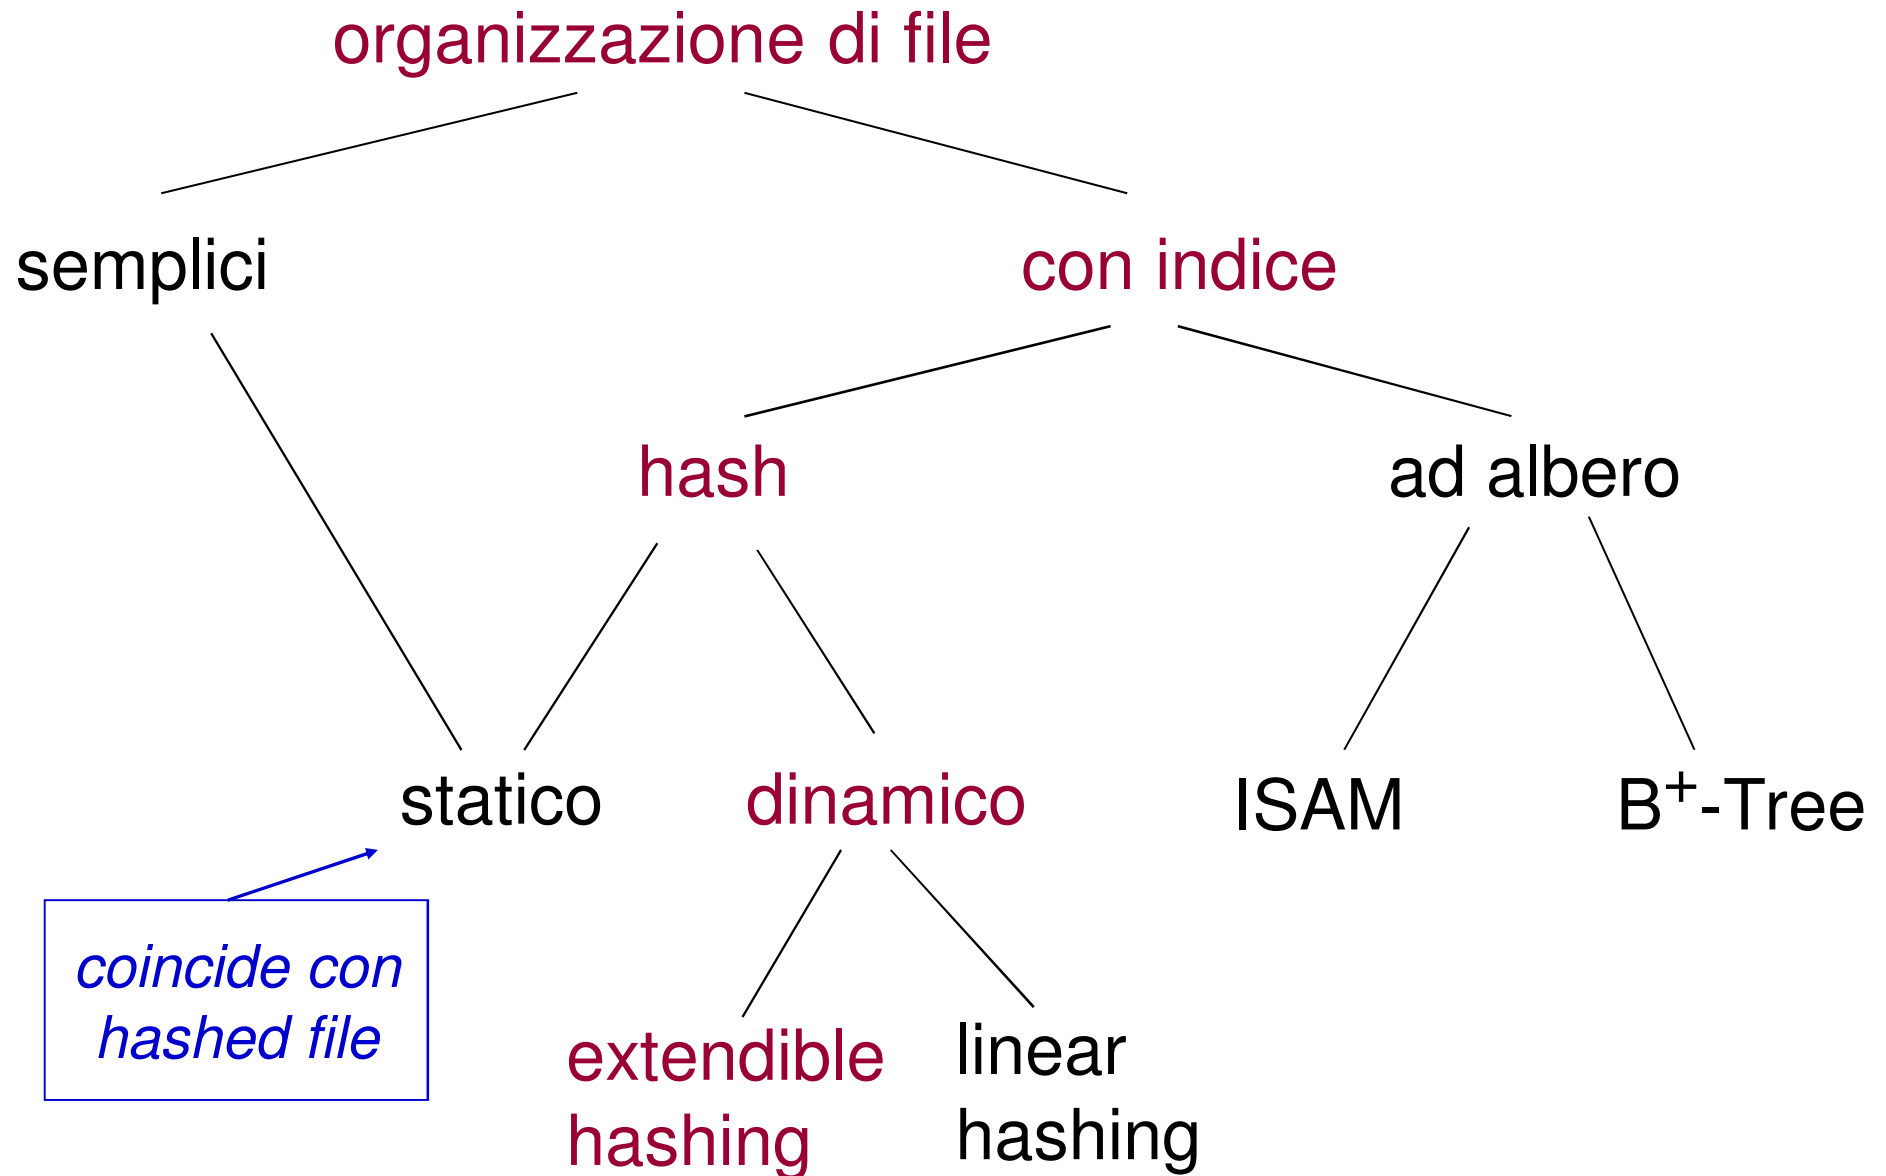 organizzazione di file
semplici
con indice
hash
ad albero
statico
dinamico
ISAM
B⁺-Tree
coincide con
hashed file
extendible
hashing
linear
hashing